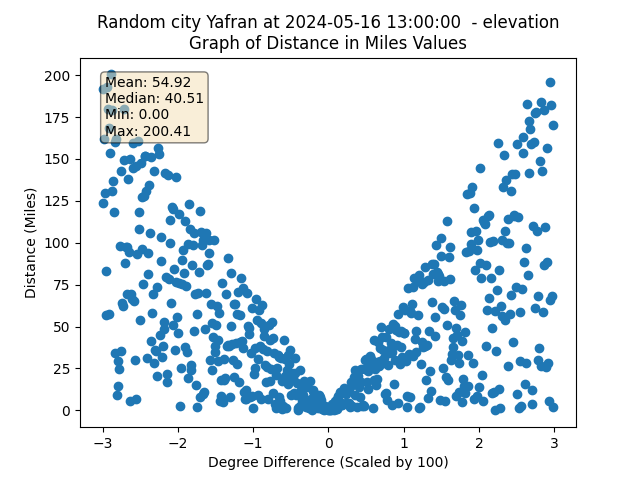 Random city Yafran at 2024-05-16 13:00:00  - elevation
Graph of Distance in Miles Values
Mean: 54.92
Median: 40.51
Min: 0.00
Max: 200.41
Distance (Miles)
200
175
150
125
100
75
50
25
0
−3 −2 −1 0 1 2 3
Degree Difference (Scaled by 100)